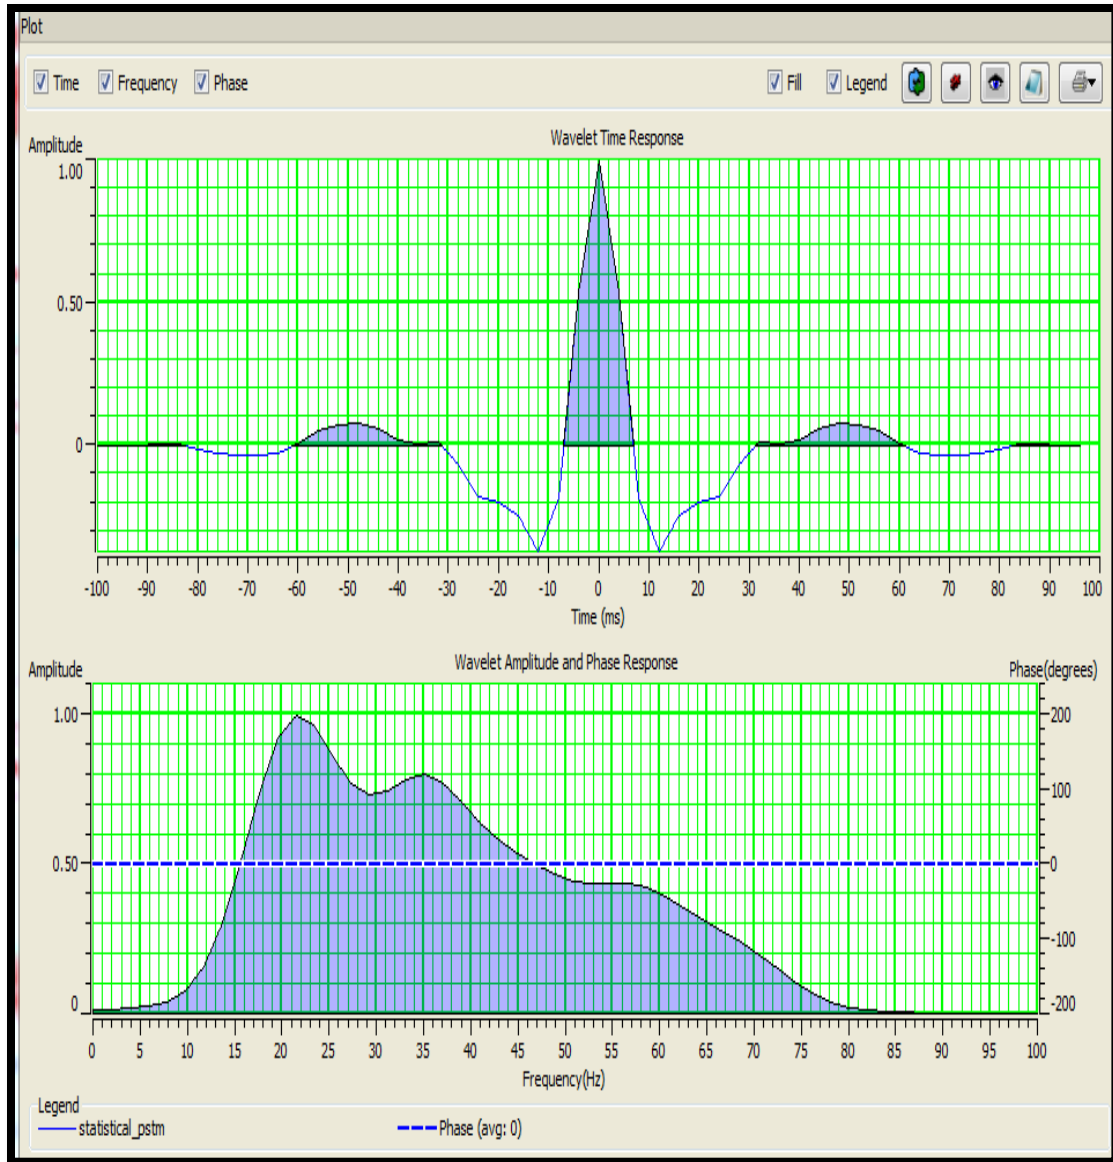 Plot
Time Frequency Phase Fill Legend
Wavelet Time Response
Amplitude
1.00
0.50
0
-100 -90 -80 -70 -60 -50 -40 -30 -20 -10 0 10 20 30 40 50 60 70 80 90 100
Time (ms)
Wavelet Amplitude and Phase Response
Amplitude Phase(degrees)
1.00 200
100
0.50 0
-100
0 -200
0 5 10 15 20 25 30 35 40 45 50 55 60 65 70 75 80 85 90 95 100
Frequency(Hz)
Legend
statistical_pstm Phase (avg: 0)